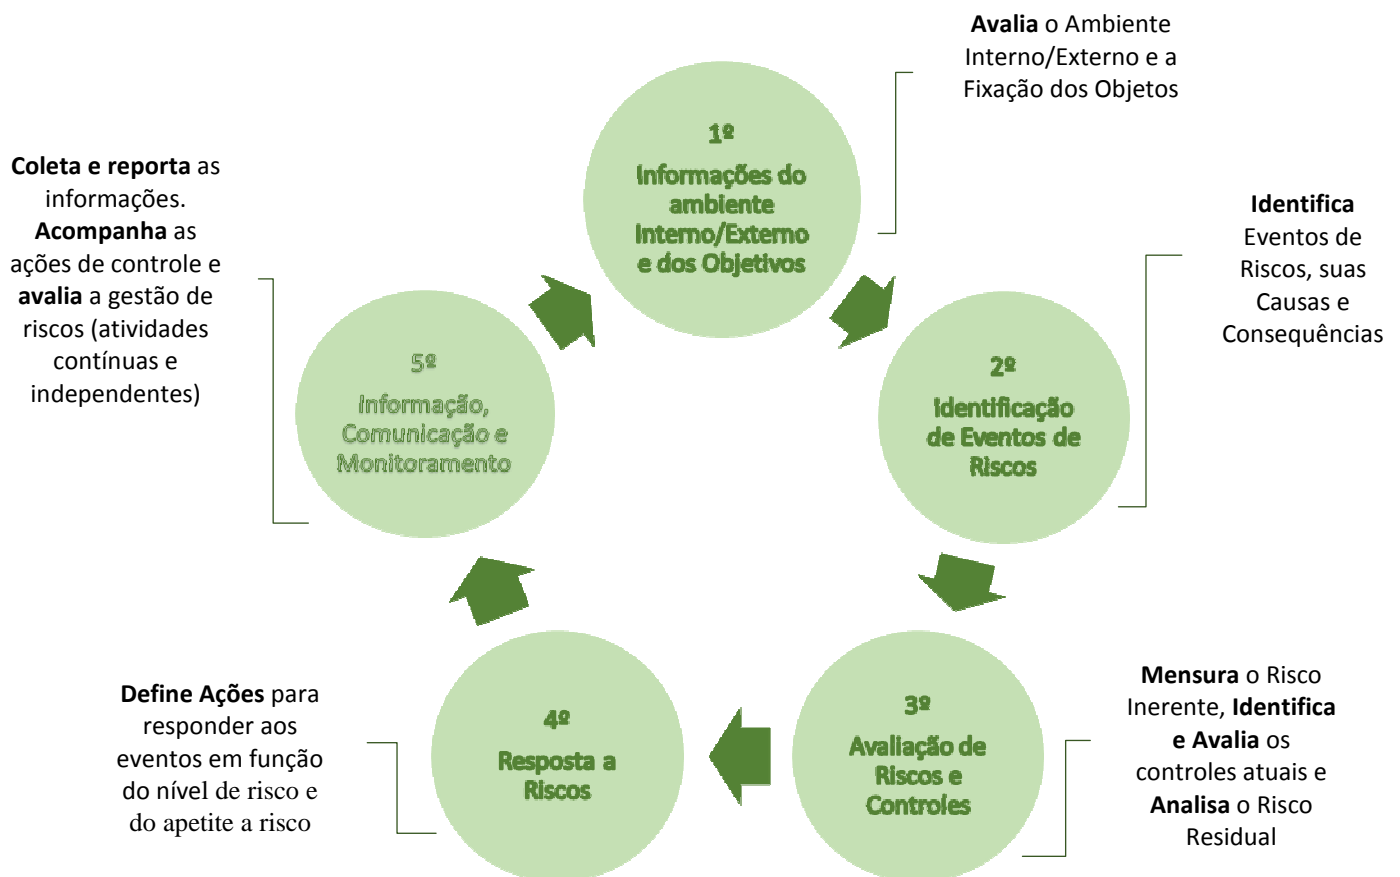 Avalia o Ambiente
Interno/Externo e a
Fixação dos Objetos
1º
Informações do
ambiente
Interno/Externo
e dos Objetivos
Identifica
Eventos de
Riscos, suas
Causas e
Consequências
2º
Identificação
de Eventos de
Riscos
Mensura o Risco
Inerente, Identifica
e Avalia os
controles atuais e
Analisa o Risco
Residual
3º
Avaliação de
Riscos e
Controles
Define Ações para
responder aos
eventos em função
do nível de risco e
do apetite a risco
4º
Resposta a
Riscos
Coleta e reporta as
informações.
Acompanha as
ações de controle e
avalia a gestão de
riscos (atividades
contínuas e
independentes)
5º
Informação,
Comunicação e
Monitoramento